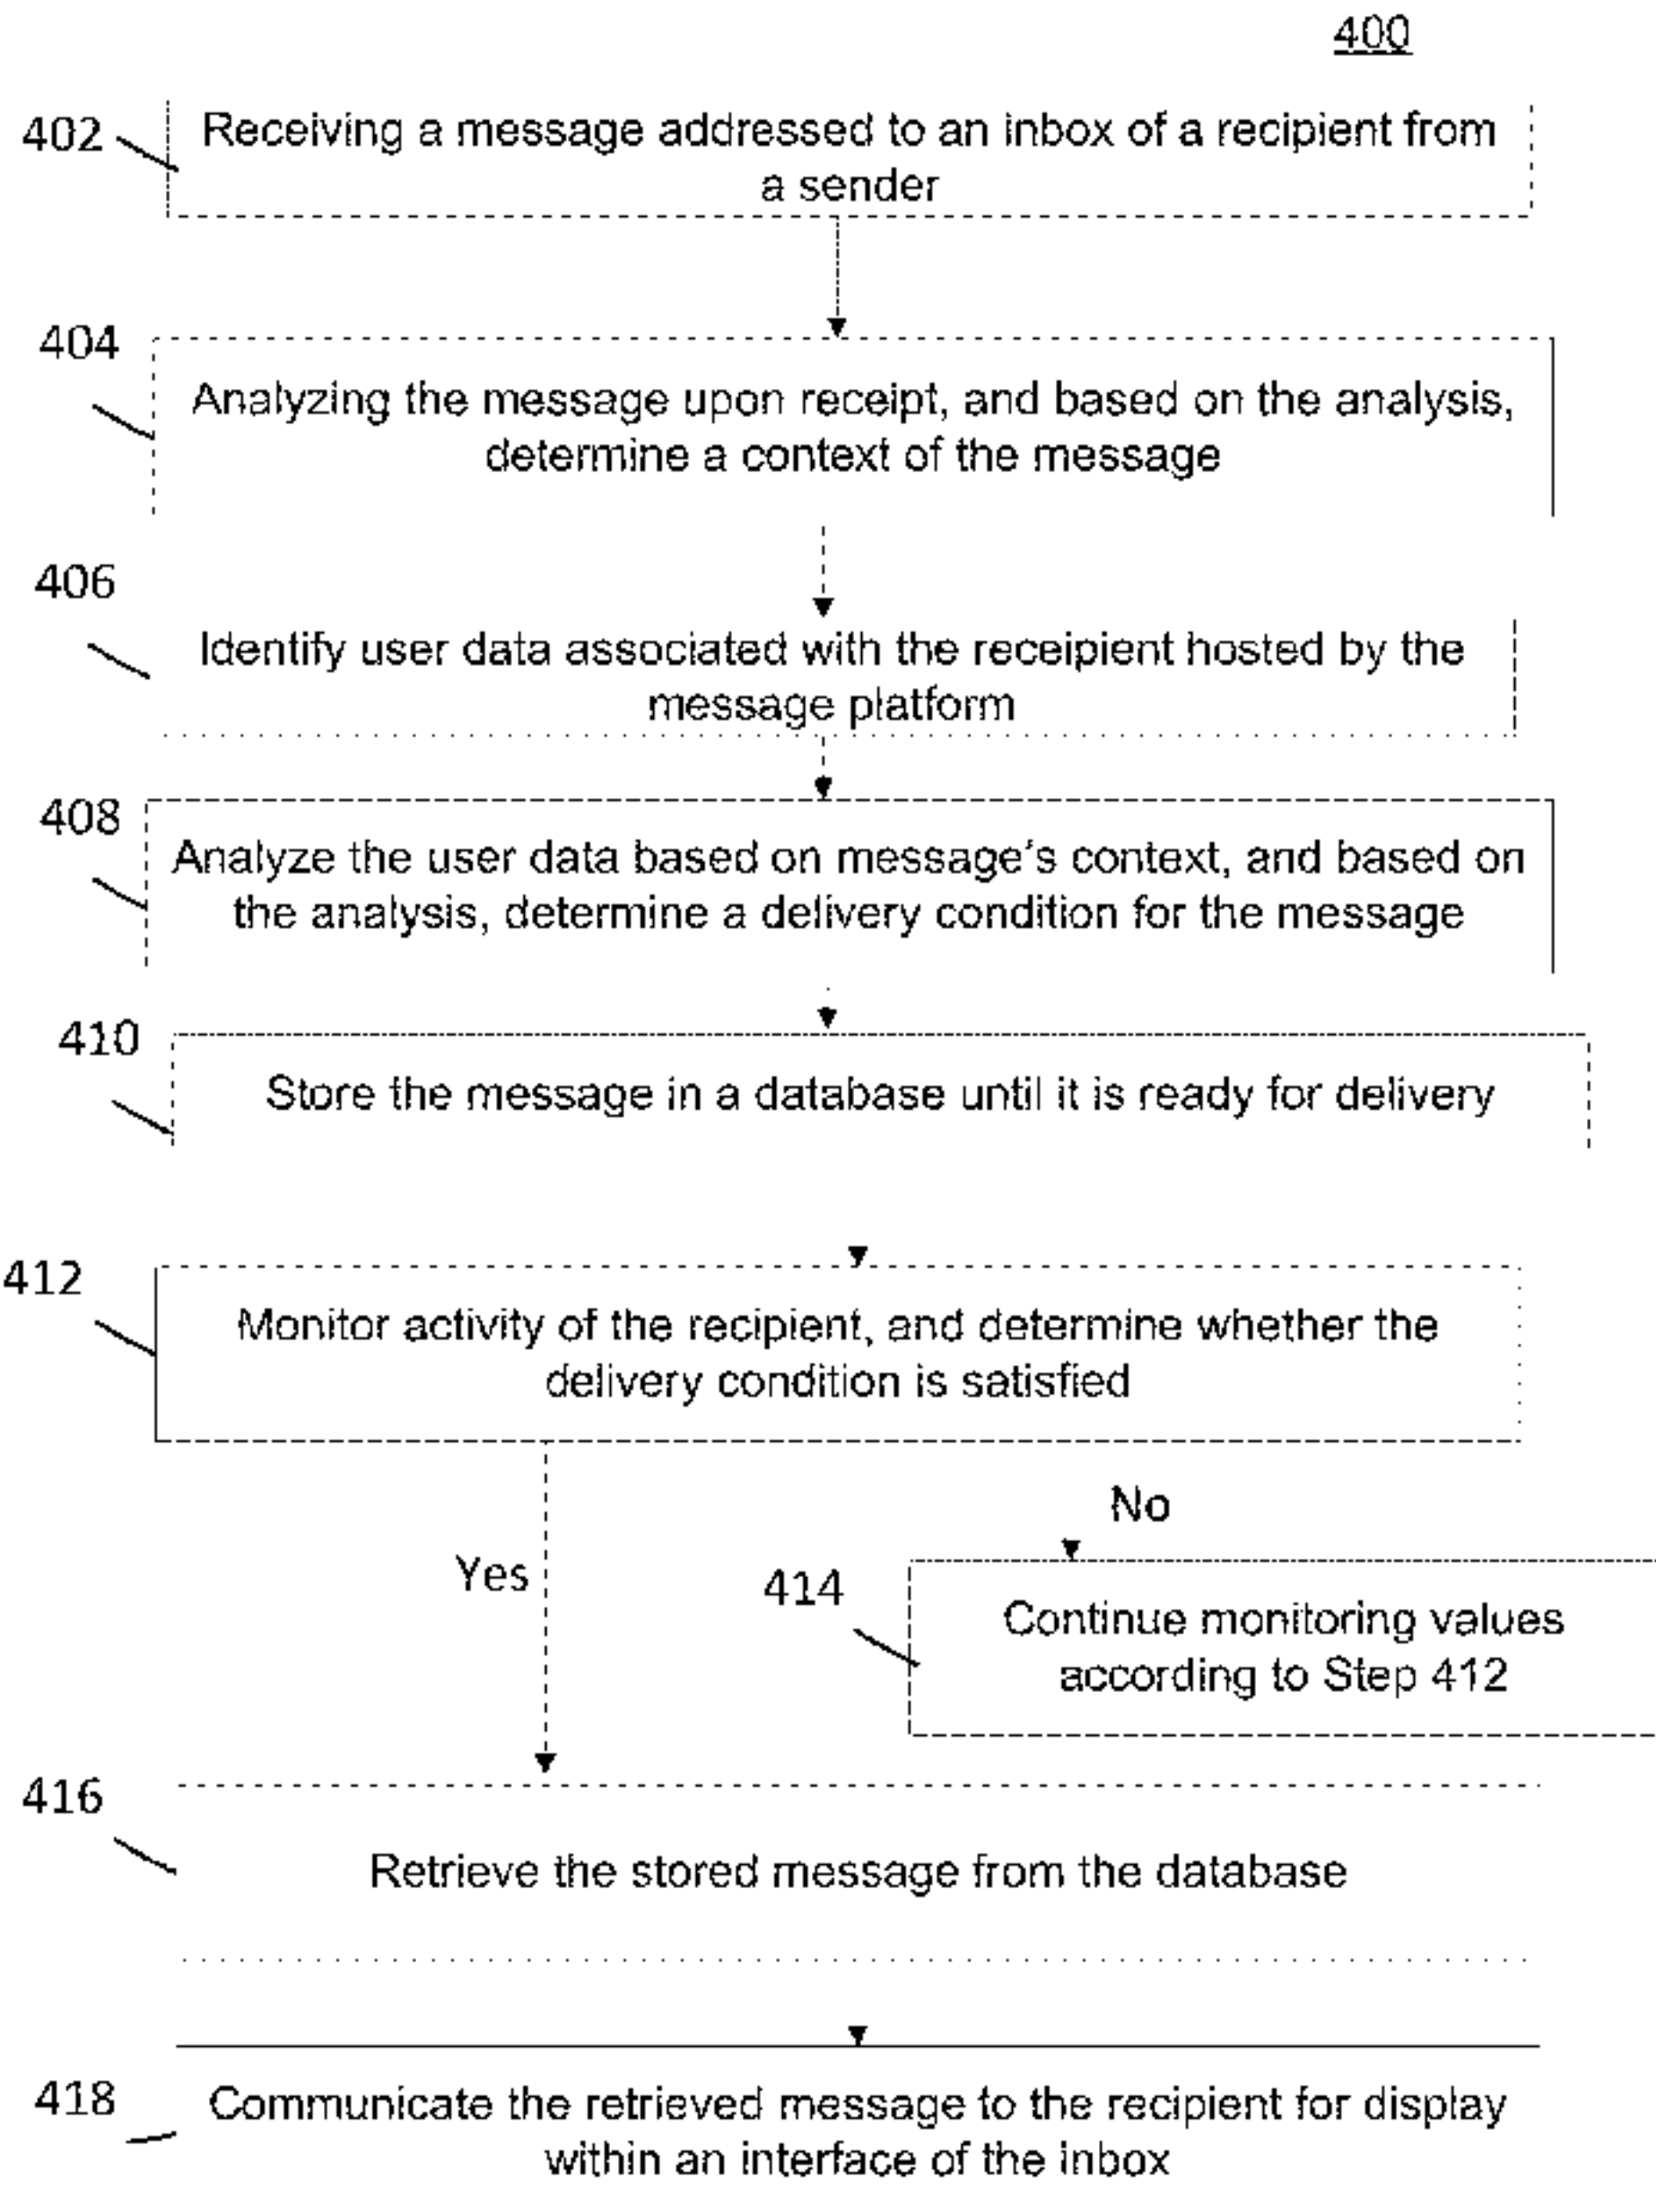 400
402
Receiving a message addressed to an inbox of a recipient from
a sender
404
Analyzing the message upon receipt, and based on the analysis,
determine a context of the message
406
Identify user data associated with the receipient hosted by the
message platform
408
Analyze the user data based on message's context, and based on
the analysis, determine a delivery condition for the message
410
Store the message in a database until it is ready for delivery
412
Monitor activity of the recipient, and determine whether the
delivery condition is satisfied
No
Yes
414
Continue monitoring values
according to Step 412
416
Retrieve the stored message from the database
418
Communicate the retrieved message to the recipient for display
within an interface of the inbox